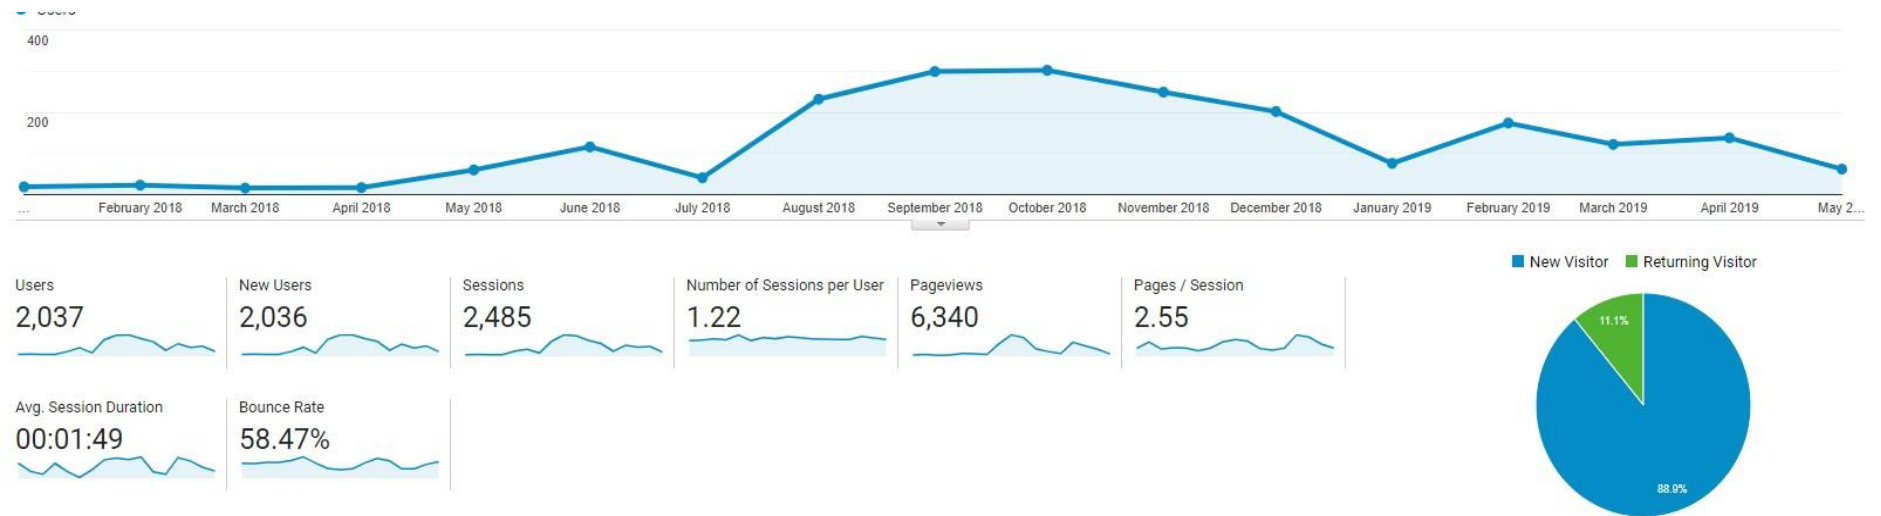 Users
400
200
... February 2018 March 2018 April 2018 May 2018 June 2018 July 2018 August 2018 September 2018 October 2018 November 2018 December 2018 January 2019 February 2019 March 2019 April 2019 May 2...
New Visitor Returning Visitor
Users New Users Sessions Number of Sessions per User Pageviews Pages / Session
2,037 2,036 2,485 1.22 6,340 2.55
11.1%
Avg. Session Duration Bounce Rate
00:01:49 58.47%
88.9%